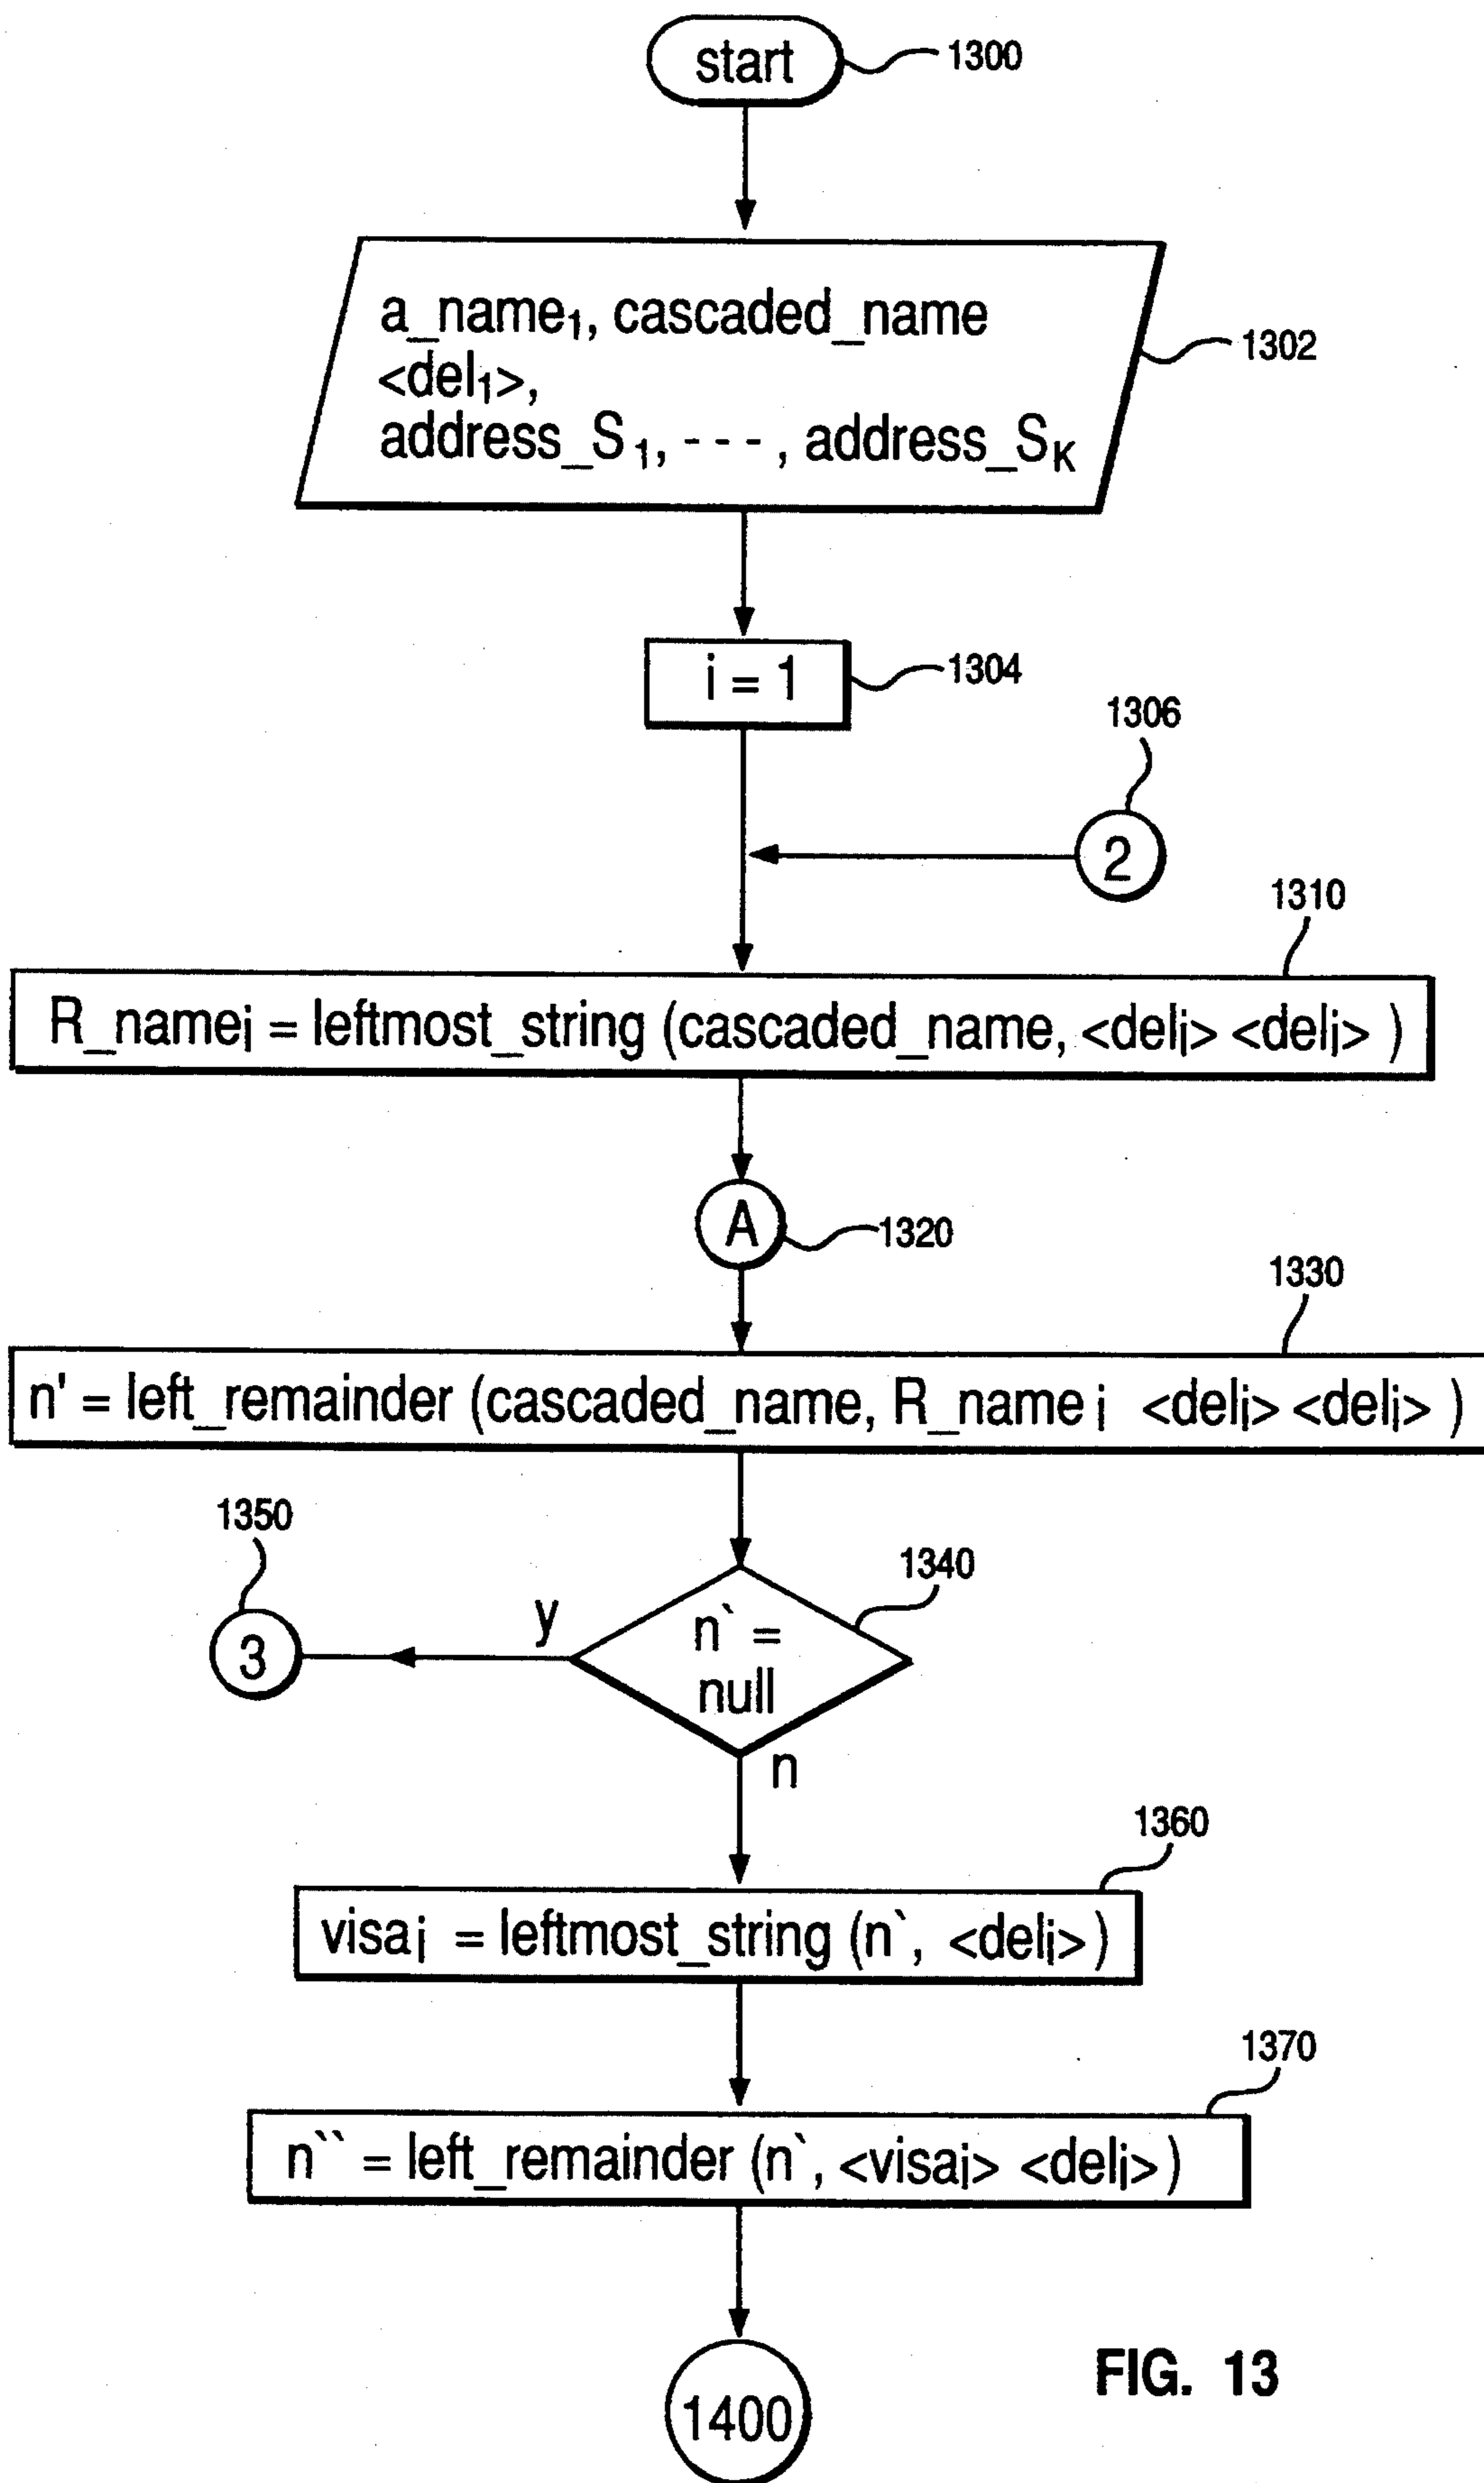 start
1300
a_name₁, cascaded_name
<del₁>,
address_S₁, - - - , address_Sₖ
1302
i = 1
1304
1306
2
1310
R_nameᵢ = leftmost_string (cascaded_name, <delᵢ> <delᵢ> )
A
1320
1330
n' = left_remainder (cascaded_name, R_name ᵢ <delᵢ> <delᵢ> )
1350
3
y
1340
n` =
null
n
1360
visaᵢ = leftmost_string (n`, <delᵢ>)
1370
n`` = left_remainder (n`, <visaᵢ> <delᵢ>)
1400
FIG. 13